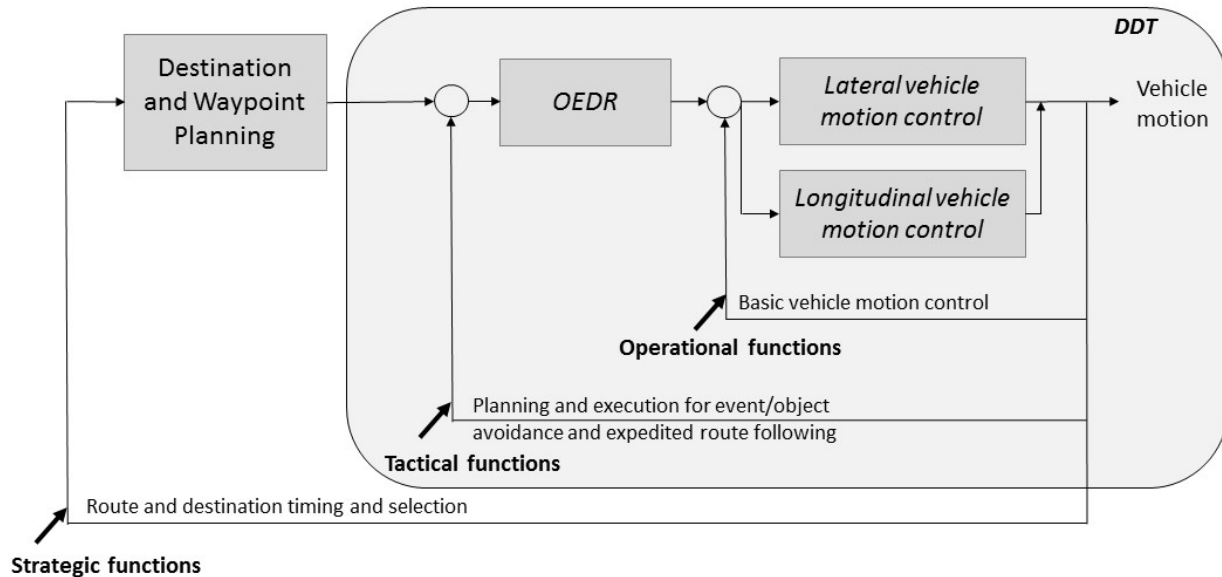 DDT
Destination
and Waypoint
Planning
OEDR
Lateral vehicle
motion control
Vehicle
motion
Longitudinal vehicle
motion control
Basic vehicle motion control
Operational functions
Planning and execution for event/object
avoidance and expedited route following
Tactical functions
Route and destination timing and selection
Strategic functions